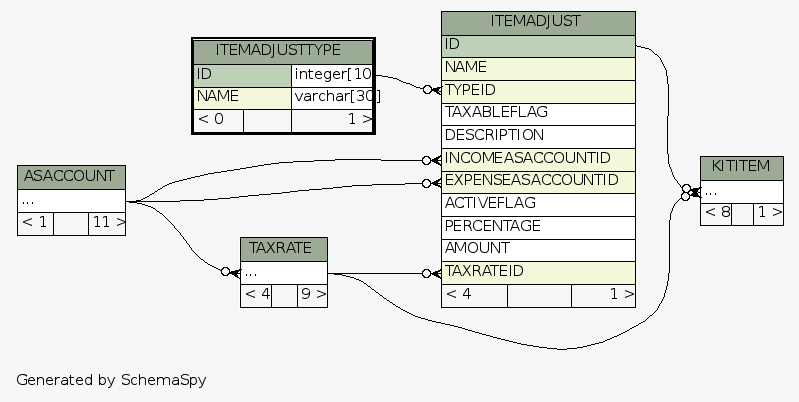 ITEMADJUSTTYPE
ID integer[10
NAME varchar[30]
< 0 1 >
ITEMADJUST
ID
NAME
TYPEID
TAXABLEFLAG
DESCRIPTION
INCOMEASACCOUNTID
EXPENSEASACCOUNTID
ACTIVEFLAG
PERCENTAGE
AMOUNT
TAXRATEID
< 4 1 >
KITITEM
...
< 8 1 >
ASACCOUNT
...
< 1 11 >
TAXRATE
...
< 4 9 >
Generated by SchemaSpy